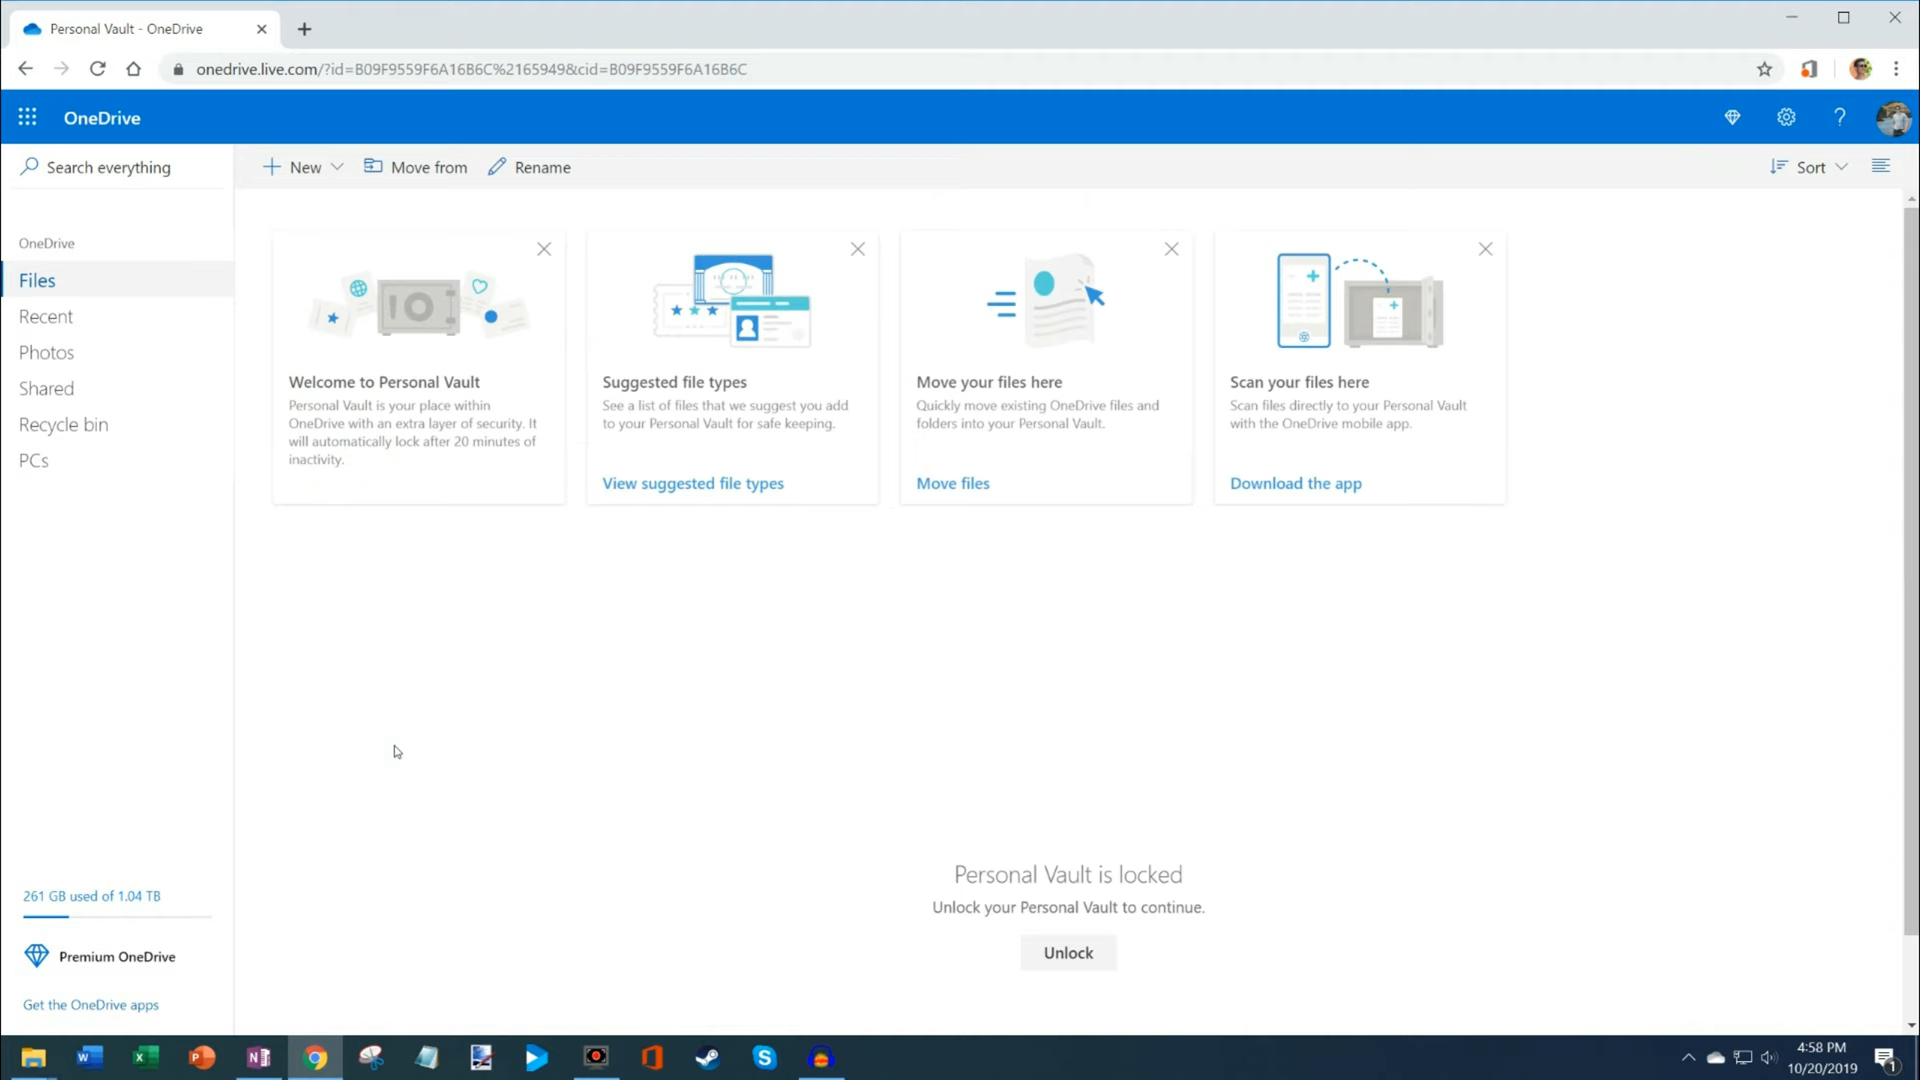 Personal Vault - OneDrive
onedrive.live.com/?id=B09F9559F6A16B6C%2165949&cid=B09F9559F6A16B6C
OneDrive
?
Search everything
New
Move from
Rename
Sort
OneDrive
Files
Recent
Photos
Shared
Recycle bin
PCs
Welcome to Personal Vault
Personal Vault is your place within
OneDrive with an extra layer of security. It
will automatically lock after 20 minutes of
inactivity.
Suggested file types
See a list of files that we suggest you add
to your Personal Vault for safe keeping.
View suggested file types
Move your files here
Quickly move existing OneDrive files and
folders into your Personal Vault.
Move files
Scan your files here
Scan files directly to your Personal Vault
with the OneDrive mobile app.
Download the app
Personal Vault is locked
Unlock your Personal Vault to continue.
Unlock
261 GB used of 1.04 TB
Premium OneDrive
Get the OneDrive apps
4:58 PM
10/20/2019
1